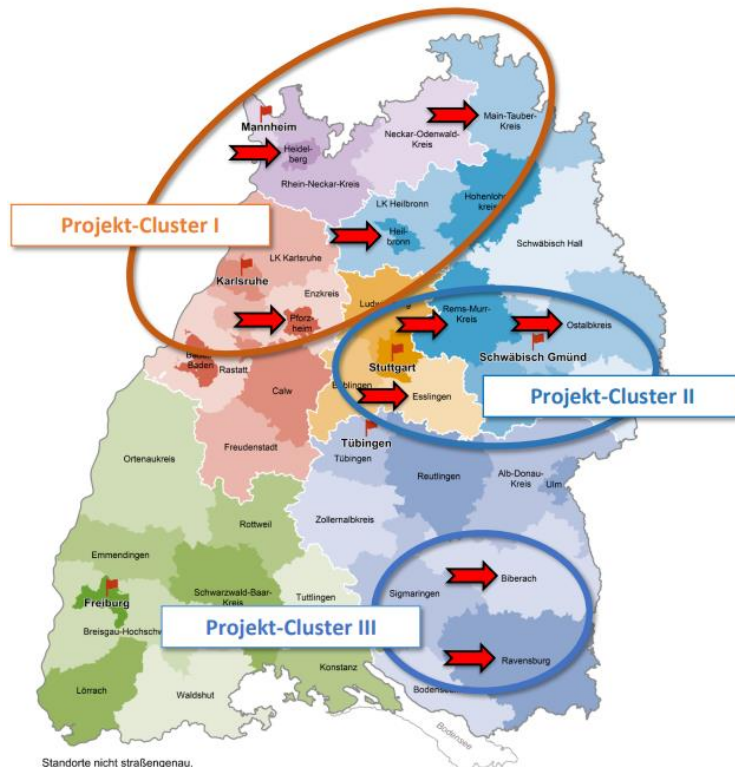 Mannheim
Heidel-
berg
Rhein-Neckar-Kreis
Neckar-Odenwald-
Kreis
Main-Tauber-
Kreis
Projekt-Cluster I
LK Heilbronn
Heil-
bronn
Hohenlohe
kreis
Schwäbisch Hall
LK Karlsruhe
Karlsruhe
Enzkreis
Pforz-
heim
Rastatt
Baden
Calw
Freudenstadt
Rems-Murr-
Kreis
Ostalbkreis
Schwäbisch Gmünd
Stuttgart
Esslingen
Projekt-Cluster II
Tübingen
Tübingen
Reutlingen
Alb-Donau-
Kreis
Ulm
Ortenaukreis
Zollernalbkreis
Rottweil
Emmendingen
Freiburg
Schwarzwald-Baar-
Kreis
Tuttlingen
Sigmaringen
Biberach
Breisgau-Hochschw
Projekt-Cluster III
Ravensburg
Lörrach
Waldshut
Konstanz
Bodensee
Standorte nicht straßengenau.